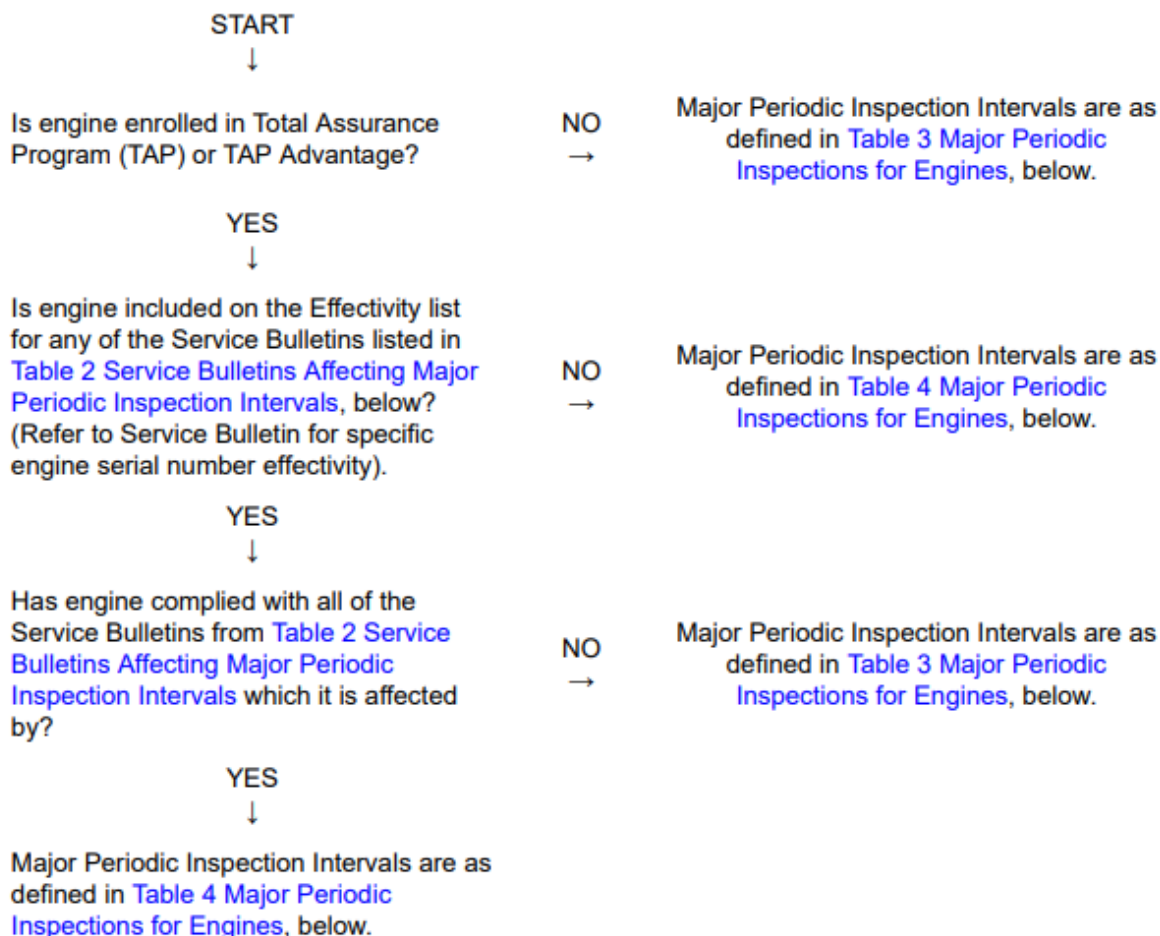 START
↓
Is engine enrolled in Total Assurance
Program (TAP) or TAP Advantage?
NO
→
Major Periodic Inspection Intervals are as
defined in Table 3 Major Periodic
Inspections for Engines, below.
YES
↓
Is engine included on the Effectivity list
for any of the Service Bulletins listed in
Table 2 Service Bulletins Affecting Major
Periodic Inspection Intervals, below?
(Refer to Service Bulletin for specific
engine serial number effectivity).
NO
→
Major Periodic Inspection Intervals are as
defined in Table 4 Major Periodic
Inspections for Engines, below.
YES
↓
Has engine complied with all of the
Service Bulletins from Table 2 Service
Bulletins Affecting Major Periodic
Inspection Intervals which it is affected
by?
NO
→
Major Periodic Inspection Intervals are as
defined in Table 3 Major Periodic
Inspections for Engines, below.
YES
↓
Major Periodic Inspection Intervals are as
defined in Table 4 Major Periodic
Inspections for Engines, below.